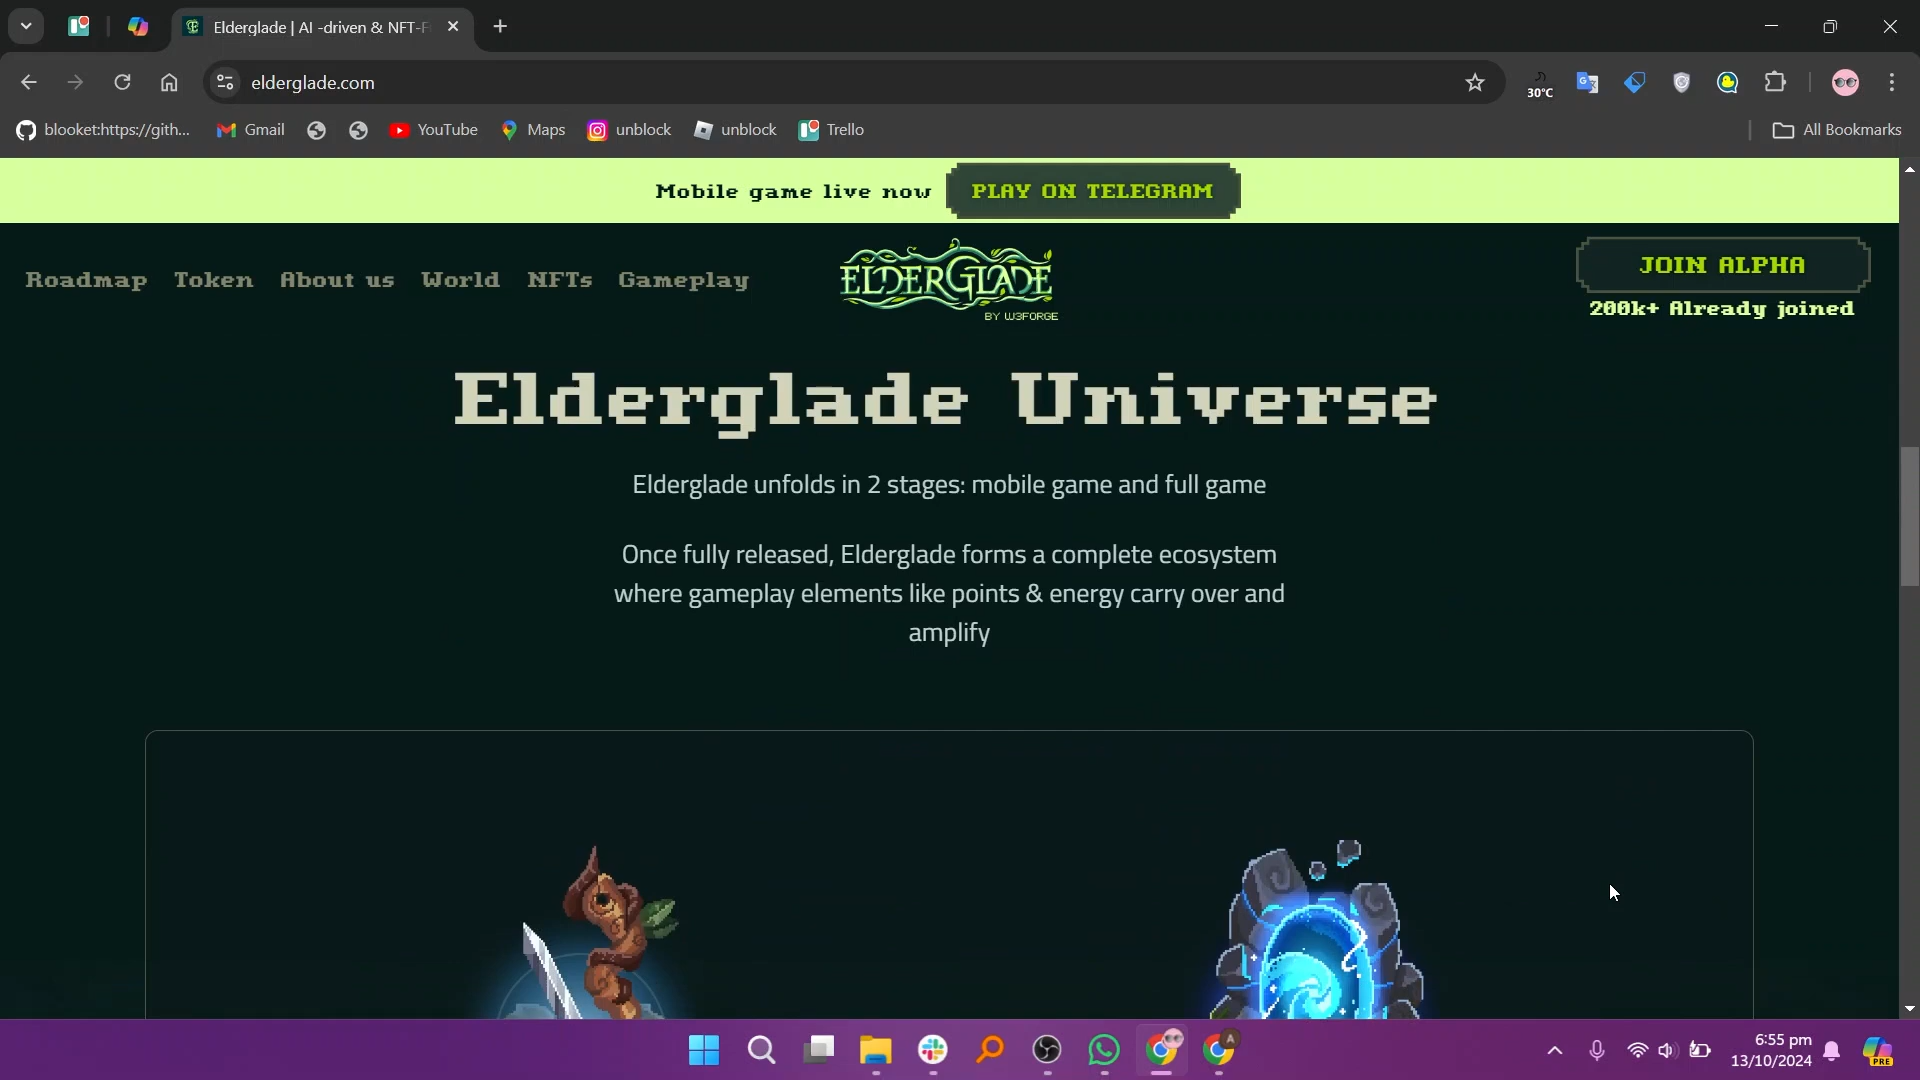 Elderglade | AI -driven & NFT-F
elderglade.com
30°C
blooket:https://gith...
Gmail
YouTube
Maps
unblock
unblock
Trello
All Bookmarks
Mobile game live now
PLAY ON TELEGRAM
Roadmap
Token
About us
World
NFTs
Gameplay
ELDERGLADE
BY W3FORGE
JOIN ALPHA
200k+ Already joined
Elderglade Universe
Elderglade unfolds in 2 stages: mobile game and full game
Once fully released, Elderglade forms a complete ecosystem
where gameplay elements like points & energy carry over and
amplify
6:55 pm
13/10/2024
PRE
A